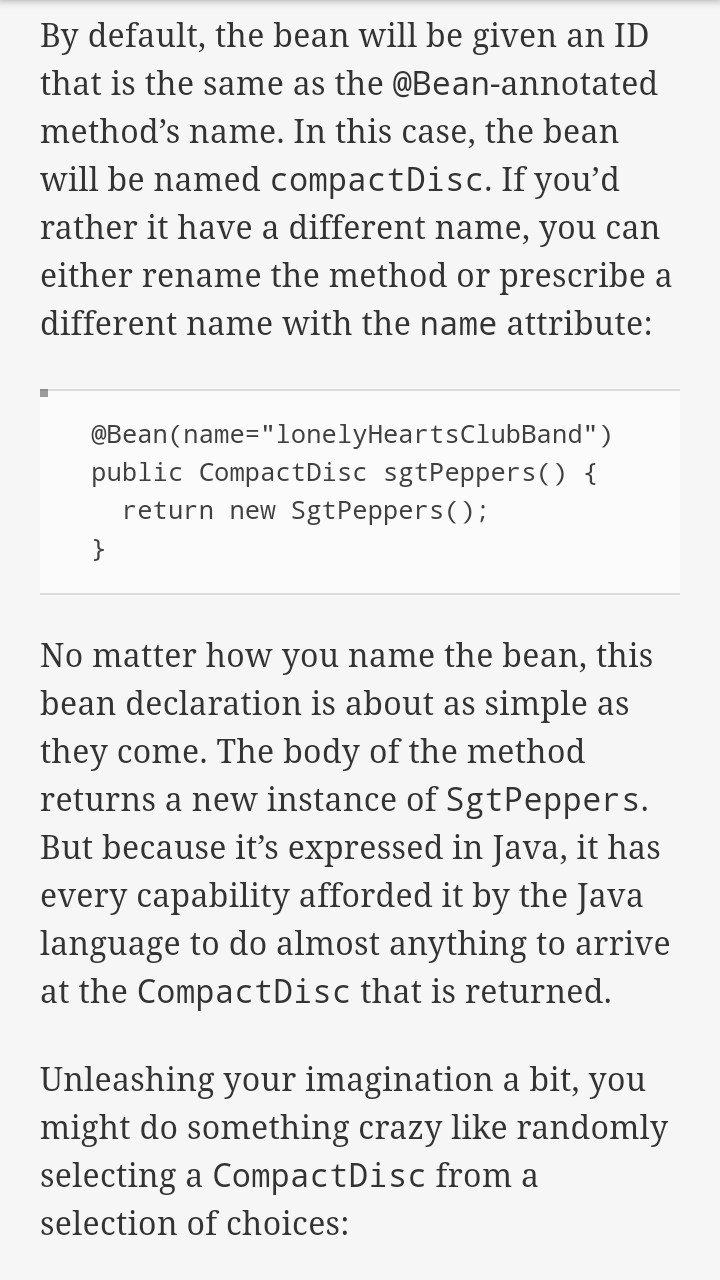 By default, the bean will be given an ID
that is the same as the @Bean-annotated
method’s name. In this case, the bean
will be named compactDisc. If you’d
rather it have a different name, you can
either rename the method or prescribe a
different name with the name attribute:
@Bean(name="lonelyHeartsClubBand")
public CompactDisc sgtPeppers() {
  return new SgtPeppers();
}
No matter how you name the bean, this
bean declaration is about as simple as
they come. The body of the method
returns a new instance of SgtPeppers.
But because it’s expressed in Java, it has
every capability afforded it by the Java
language to do almost anything to arrive
at the CompactDisc that is returned.
Unleashing your imagination a bit, you
might do something crazy like randomly
selecting a CompactDisc from a
selection of choices: